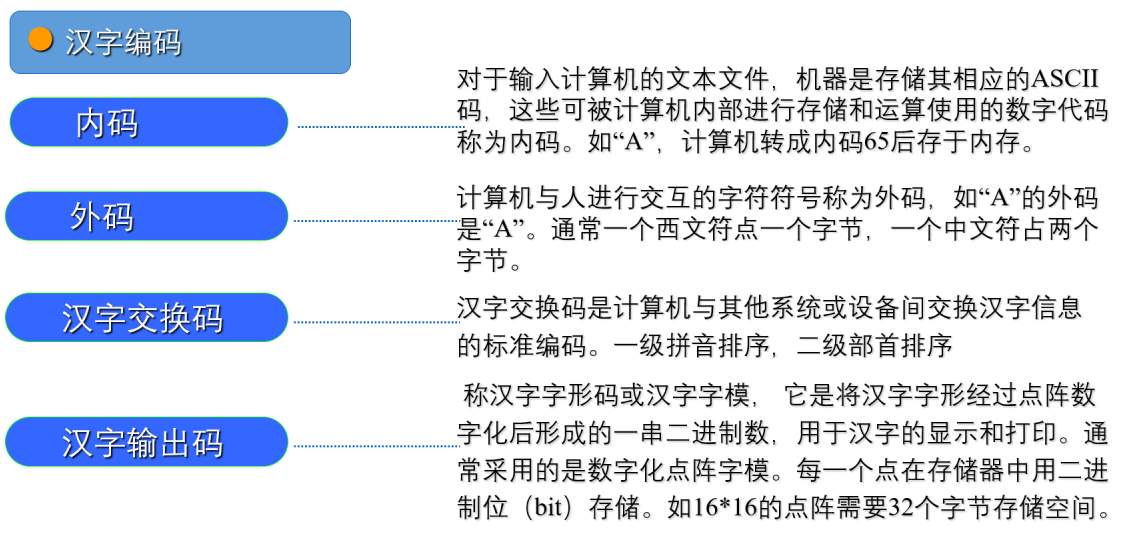 汉字编码
内码
对于输入计算机的文本文件，机器是存储其相应的ASCII
码，这些可被计算机内部进行存储和运算使用的数字代码
称为内码。如“A”，计算机转成内码65后存于内存。
外码
计算机与人进行交互的字符符号称为外码，如“A”的外码
是“A”。通常一个西文符点一个字节，一个中文符占两个
字节。
汉字交换码
汉字交换码是计算机与其他系统或设备间交换汉字信息
的标准编码。一级拼音排序，二级部首排序
汉字输出码
称汉字字形码或汉字字模， 它是将汉字字形经过点阵数
字化后形成的一串二进制数，用于汉字的显示和打印。通
常采用的是数字化点阵字模。每一个点在存储器中用二进
制位（bit）存储。如16*16的点阵需要32个字节存储空间。